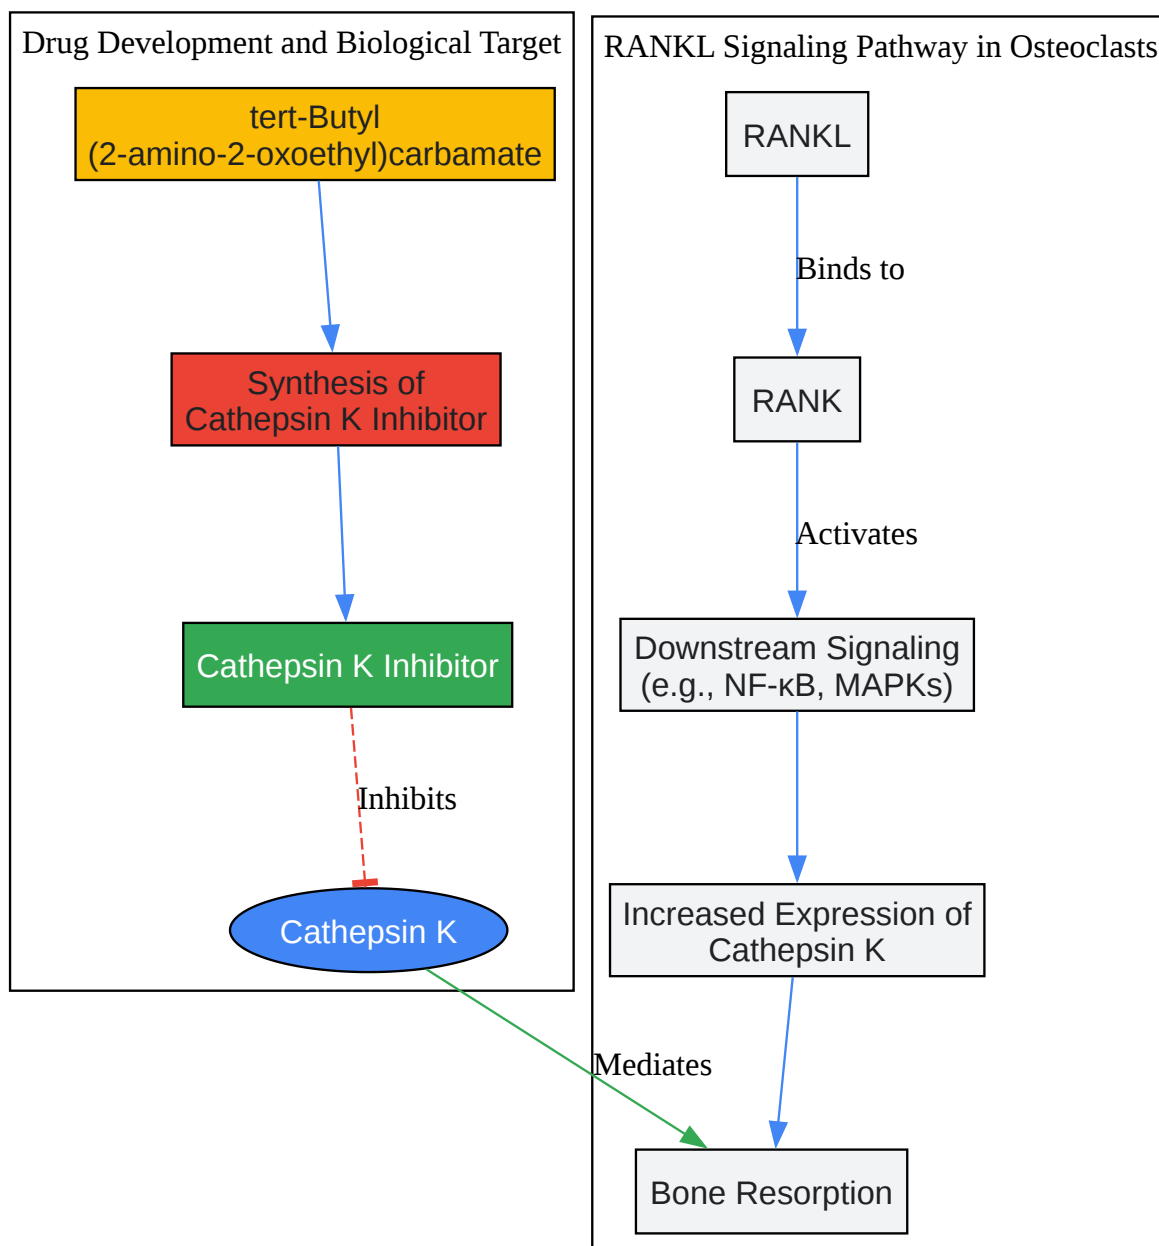 Drug Development and Biological Target
tert-Butyl
(2-amino-2-oxoethyl)carbamate
Synthesis of
Cathepsin K Inhibitor
Cathepsin K Inhibitor
Inhibits
Cathepsin K
Mediates
RANKL Signaling Pathway in Osteoclasts
RANKL
Binds to
RANK
Activates
Downstream Signaling
(e.g., NF-κB, MAPKs)
Increased Expression of
Cathepsin K
Bone Resorption